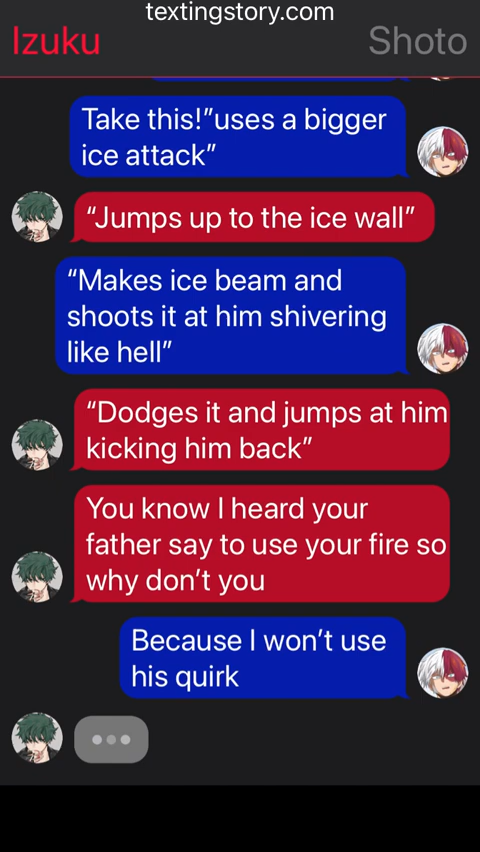 textingstory.com
Izuku
Shoto
Take this!”uses a bigger
ice attack”
“Jumps up to the ice wall”
“Makes ice beam and
shoots it at him shivering
like hell”
“Dodges it and jumps at him
kicking him back”
You know I heard your
father say to use your fire so
why don’t you
Because I won’t use
his quirk